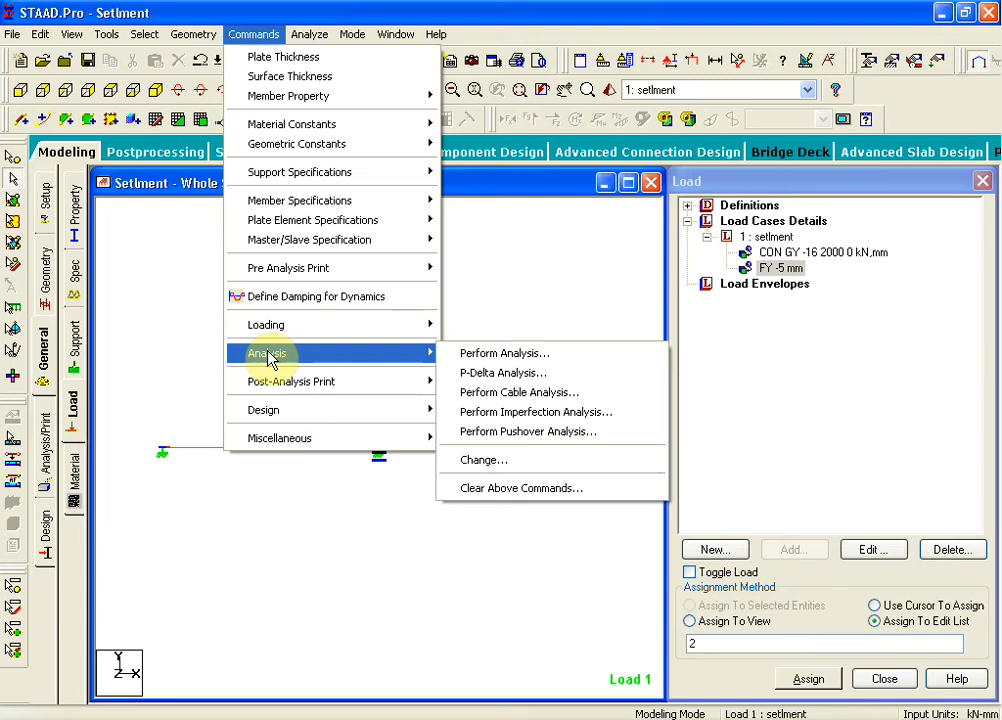 STAAD.Pro - Setlment
File Edit View Tools Select Geometry Commands Analyze Mode Window Help
1: setlment
Modeling Postprocessing S omponent Design Advanced Connection Design Bridge Deck Advanced Slab Design
Setup
Geometry
General
Analysis/Print
Design
Property
Spec
Support
Load
Material
Setlment - Whole S
Plate Thickness
Surface Thickness
Member Property
Material Constants
Geometric Constants
Support Specifications
Member Specifications
Plate Element Specifications
Master/Slave Specification
Pre Analysis Print
Define Damping for Dynamics
Loading
Analysis
Post-Analysis Print
Design
Miscellaneous
Perform Analysis...
P-Delta Analysis...
Perform Cable Analysis...
Perform Imperfection Analysis...
Perform Pushover Analysis...
Change...
Clear Above Commands...
Y
Z X
Load 1
Load
Definitions
Load Cases Details
1 : setlment
CON GY -16 2000 0 kN,mm
FY -5 mm
Load Envelopes
New... Add... Edit ... Delete...
Toggle Load
Assignment Method
Assign To Selected Entities Use Cursor To Assign
Assign To View Assign To Edit List
2
Assign Close Help
Modeling Mode Load 1 : setlment Input Units: kN-mm